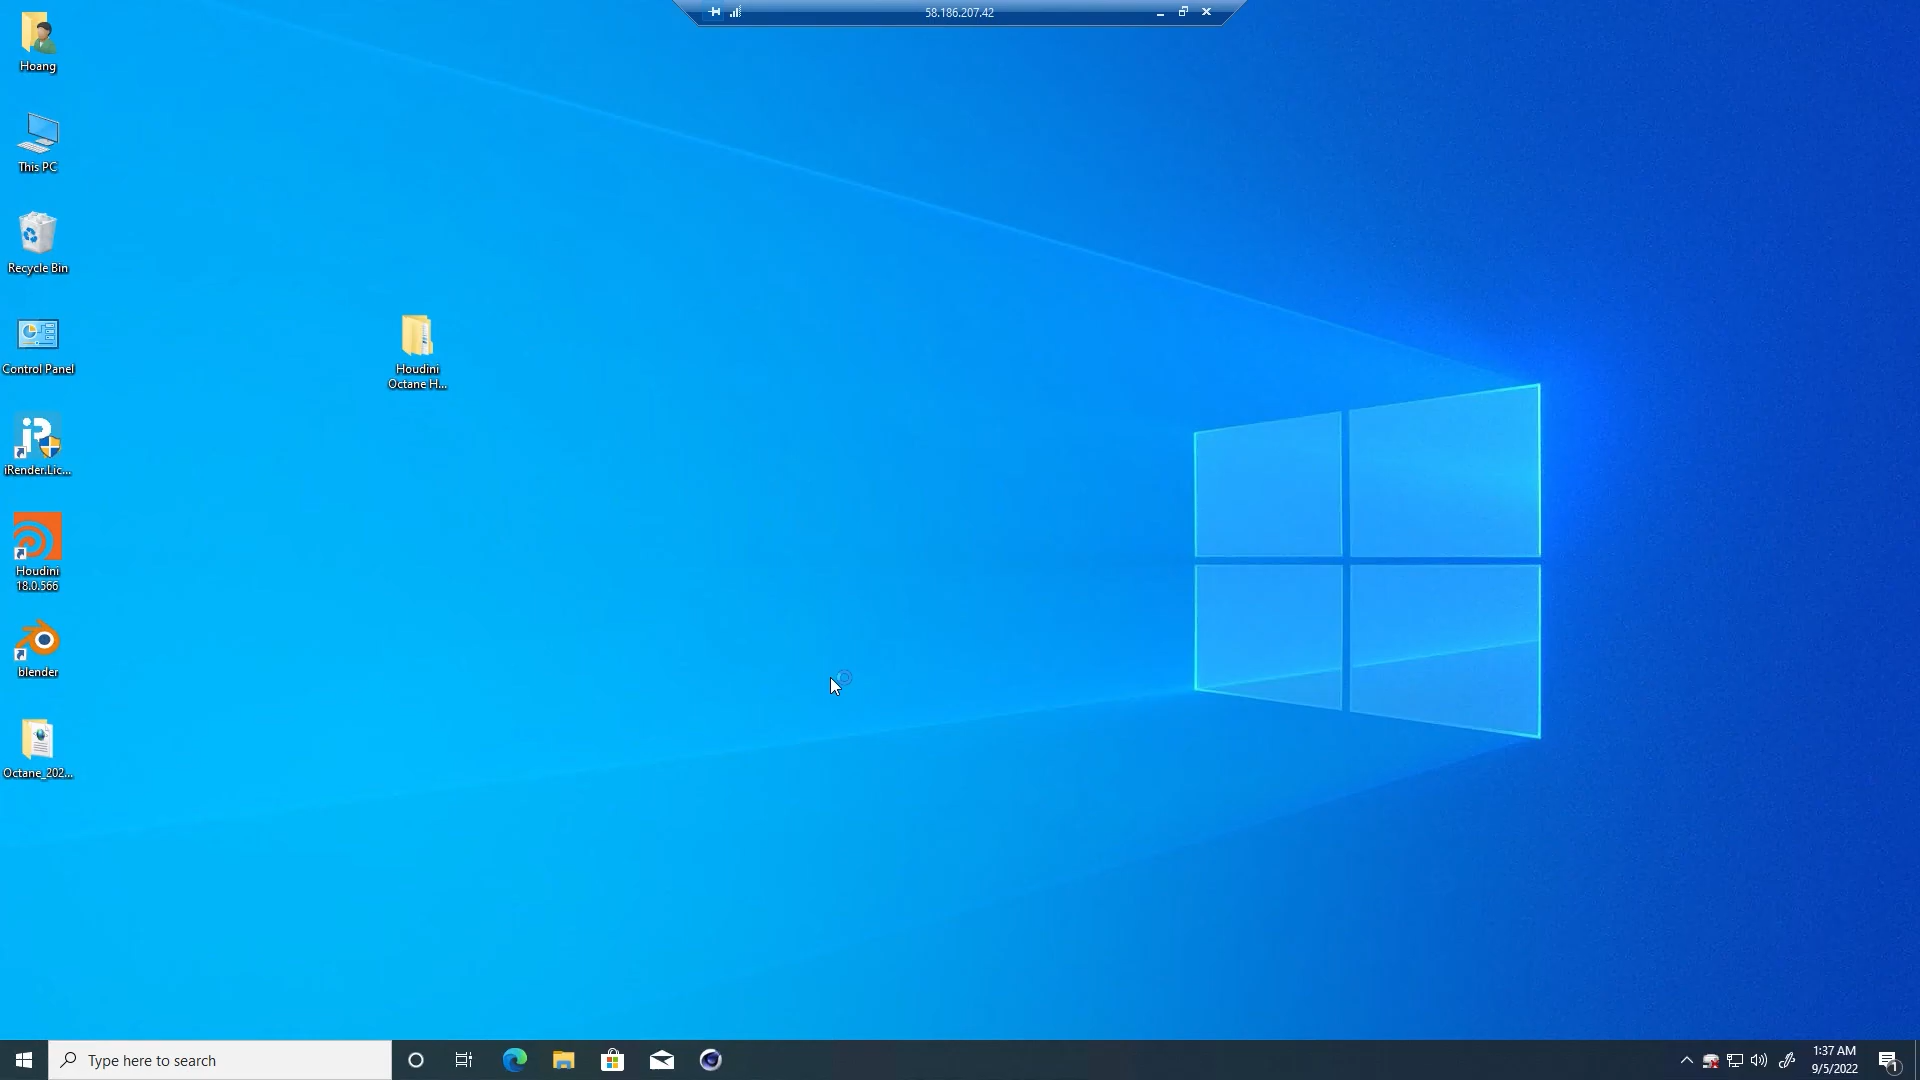 58.186.207.42
Hoang
This PC
Recycle Bin
Control Panel
iRender.Lic...
Houdini
18.0.566
blender
Octane_202...
Houdini
Octane H...
Type here to search
1:37 AM
9/5/2022
1